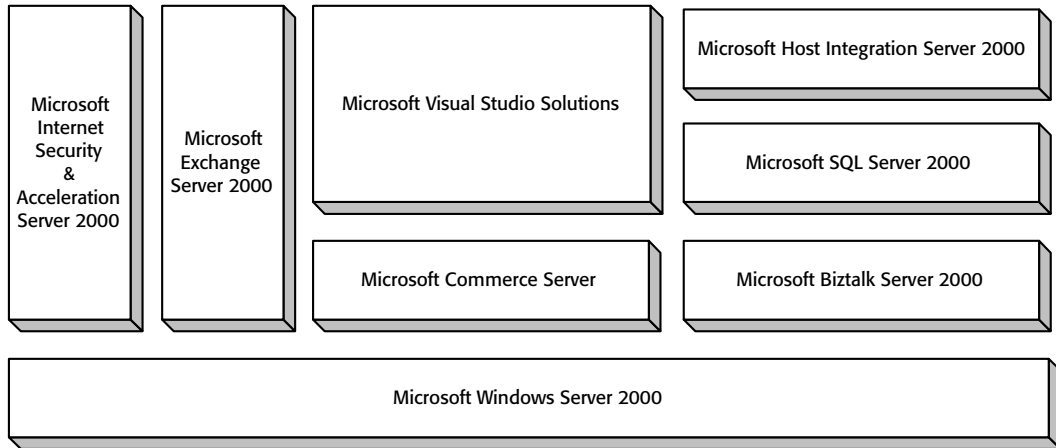 Microsoft
Internet
Security
&
Acceleration
Server 2000
Microsoft
Exchange
Server 2000
Microsoft Visual Studio Solutions
Microsoft Commerce Server
Microsoft Host Integration Server 2000
Microsoft SQL Server 2000
Microsoft Biztalk Server 2000
Microsoft Windows Server 2000